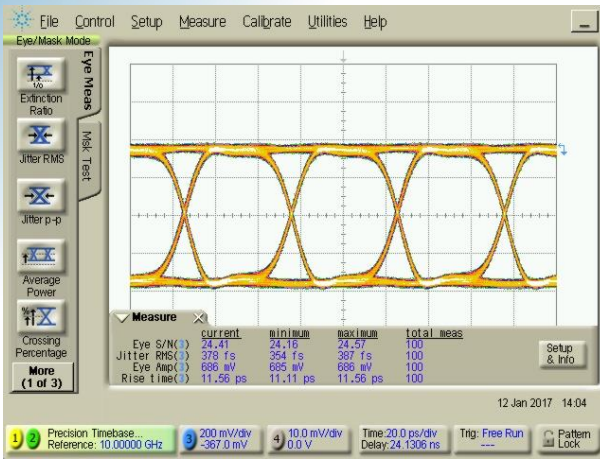 File Control Setup Measure Calibrate Utilities Help
Eye/Mask Mode
Eye Meas
Msk Test
Extinction
Ratio
Jitter RMS
Jitter p-p
Average
Power
Crossing
Percentage
More
(1 of 3)
Measure
current minimum maximum total meas
Eye S/N(3) 24.41 24.16 24.57 100
Jitter RMS(3) 378 fs 354 fs 387 fs 100
Eye Amp(3) 686 mV 685 mV 686 mV 100
Rise time(3) 11.56 ps 11.11 ps 11.56 ps 100
Setup
& Info
12 Jan 2017 14:04
1 2 Precision Timebase...
Reference: 10.00000 GHz
3 200 mV/div
-367.0 mV
4 10.0 mV/div
0.0 V
Time:20.0 ps/div
Delay:24.1306 ns
Trig: Free Run
---
Pattern
Lock